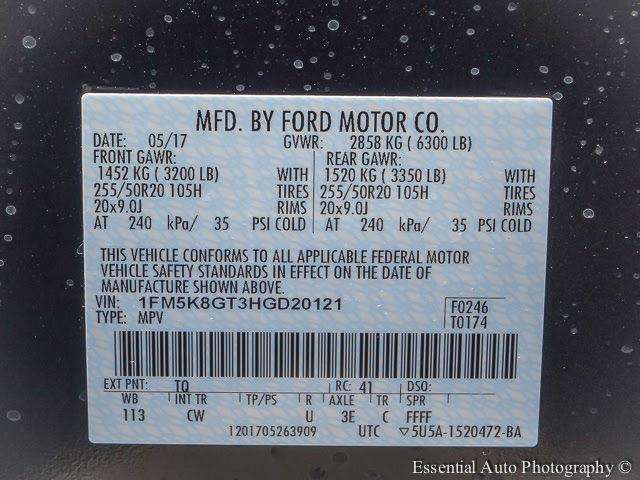 MFD. BY FORD MOTOR CO.
DATE: 05/17 GVWR: 2858 KG ( 6300 LB)
FRONT GAWR: REAR GAWR:
1452 KG ( 3200 LB) WITH 1520 KG ( 3350 LB) WITH
255/50R20 105H TIRES 255/50R20 105H TIRES
20x9.0J RIMS 20x9.0J RIMS
AT 240 kPa/ 35 PSI COLD AT 240 kPa/ 35 PSI COLD
THIS VEHICLE CONFORMS TO ALL APPLICABLE FEDERAL MOTOR
VEHICLE SAFETY STANDARDS IN EFFECT ON THE DATE OF
MANUFACTURE SHOWN ABOVE.
VIN: 1FM5K8GT3HGD20121 F0246
TYPE: MPV T0174
EXT PNT: TQ RC: 41 DSO:
WB INT TR TP/PS R AXLE TR SPR
113 CW U 3E C FFFF
1201705263909 UTC ▽5U5A-1520472-BA
Essential Auto Photography (C)